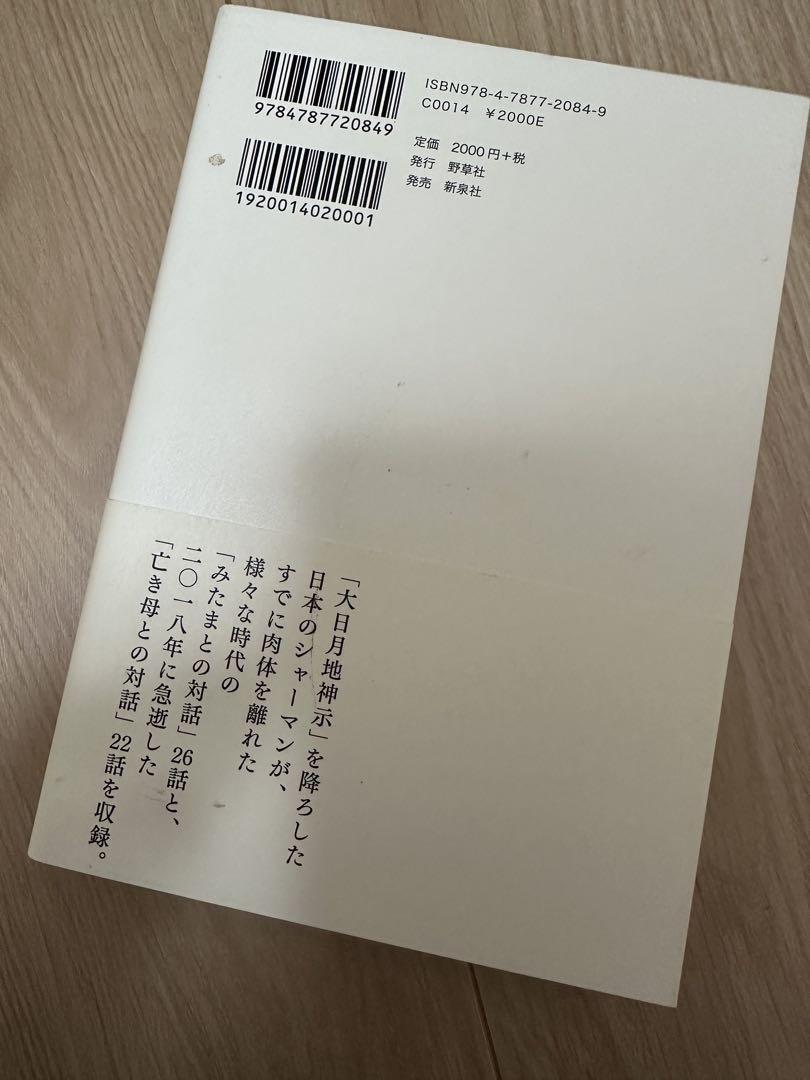 ISBN978-4-7877-2084-9
C0014 ¥2000E
9784787720849
定価 2000円+税
発行 野草社
発売 新泉社
1920014020001
「大日月地神示」を降ろした
日本のシャーマンが、
すでに肉体を離れた
様々な時代の
「みたまとの対話」26話と、
二〇一八年に急逝した
「亡き母との対話」22話を収録。